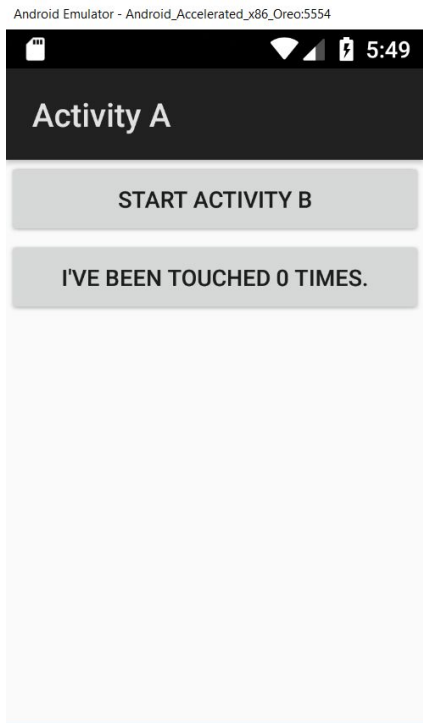 Android Emulator - Android_Accelerated_x86_Oreo:5554
5:49
Activity A
START ACTIVITY B
I'VE BEEN TOUCHED 0 TIMES.